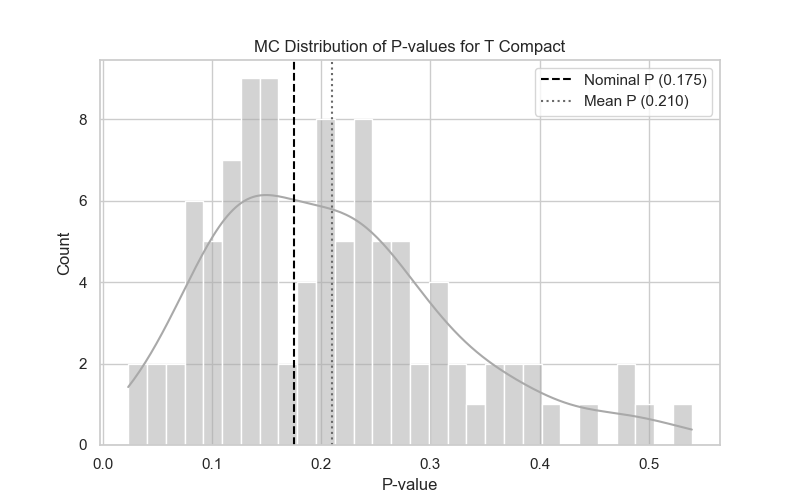 MC Distribution of P-values for T Compact
Nominal P (0.175)
Mean P (0.210)
Count
8
6
4
2
0
0.0 0.1 0.2 0.3 0.4 0.5
P-value